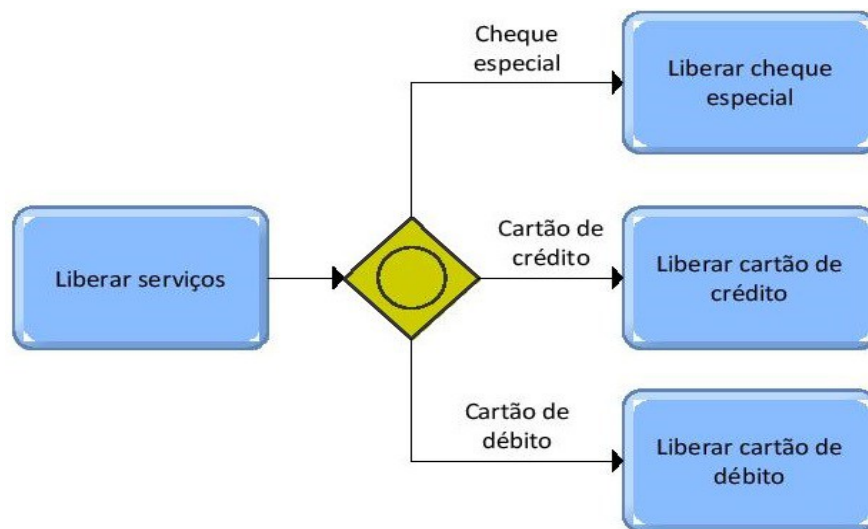 Cheque
especial
Liberar cheque
especial
Liberar serviços
Cartão de
crédito
Liberar cartão de
crédito
Cartão de
débito
Liberar cartão de
débito